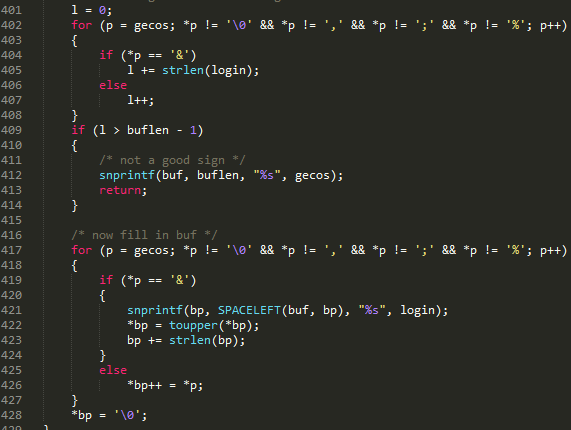 401 l = 0;
402 for (p = gecos; *p != '\0' && *p != ',' && *p != ';' && *p != '%'; p++)
403 {
404 if (*p == '&')
405 l += strlen(login);
406 else
407 l++;
408 }
409 if (l > buflen - 1)
410 {
411 /* not a good sign */
412 snprintf(buf, buflen, "%s", gecos);
413 return;
414 }
415
416 /* now fill in buf */
417 for (p = gecos; *p != '\0' && *p != ',' && *p != ';' && *p != '%'; p++)
418 {
419 if (*p == '&')
420 {
421 snprintf(bp, SPACELEFT(buf, bp), "%s", login);
422 *bp = toupper(*bp);
423 bp += strlen(bp);
424 }
425 else
426 *bp++ = *p;
427 }
428 *bp = '\0';
429 }